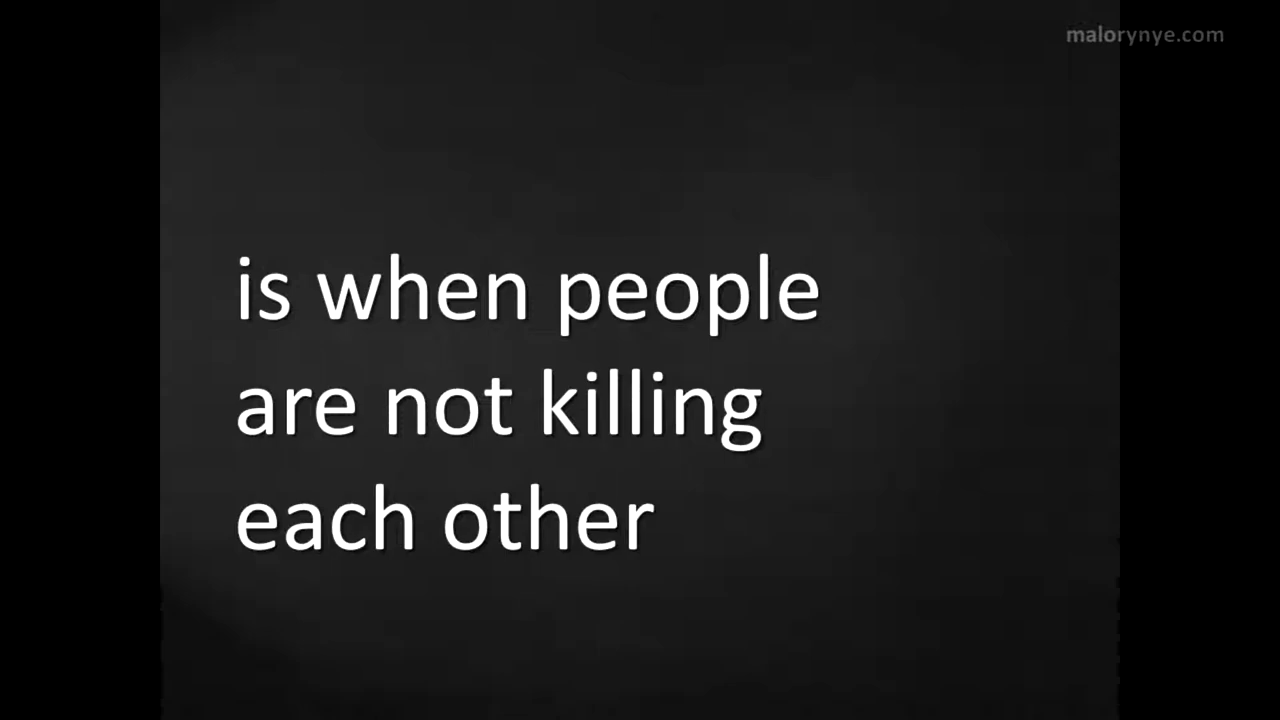 malorynye.com
is when people
are not killing
each other